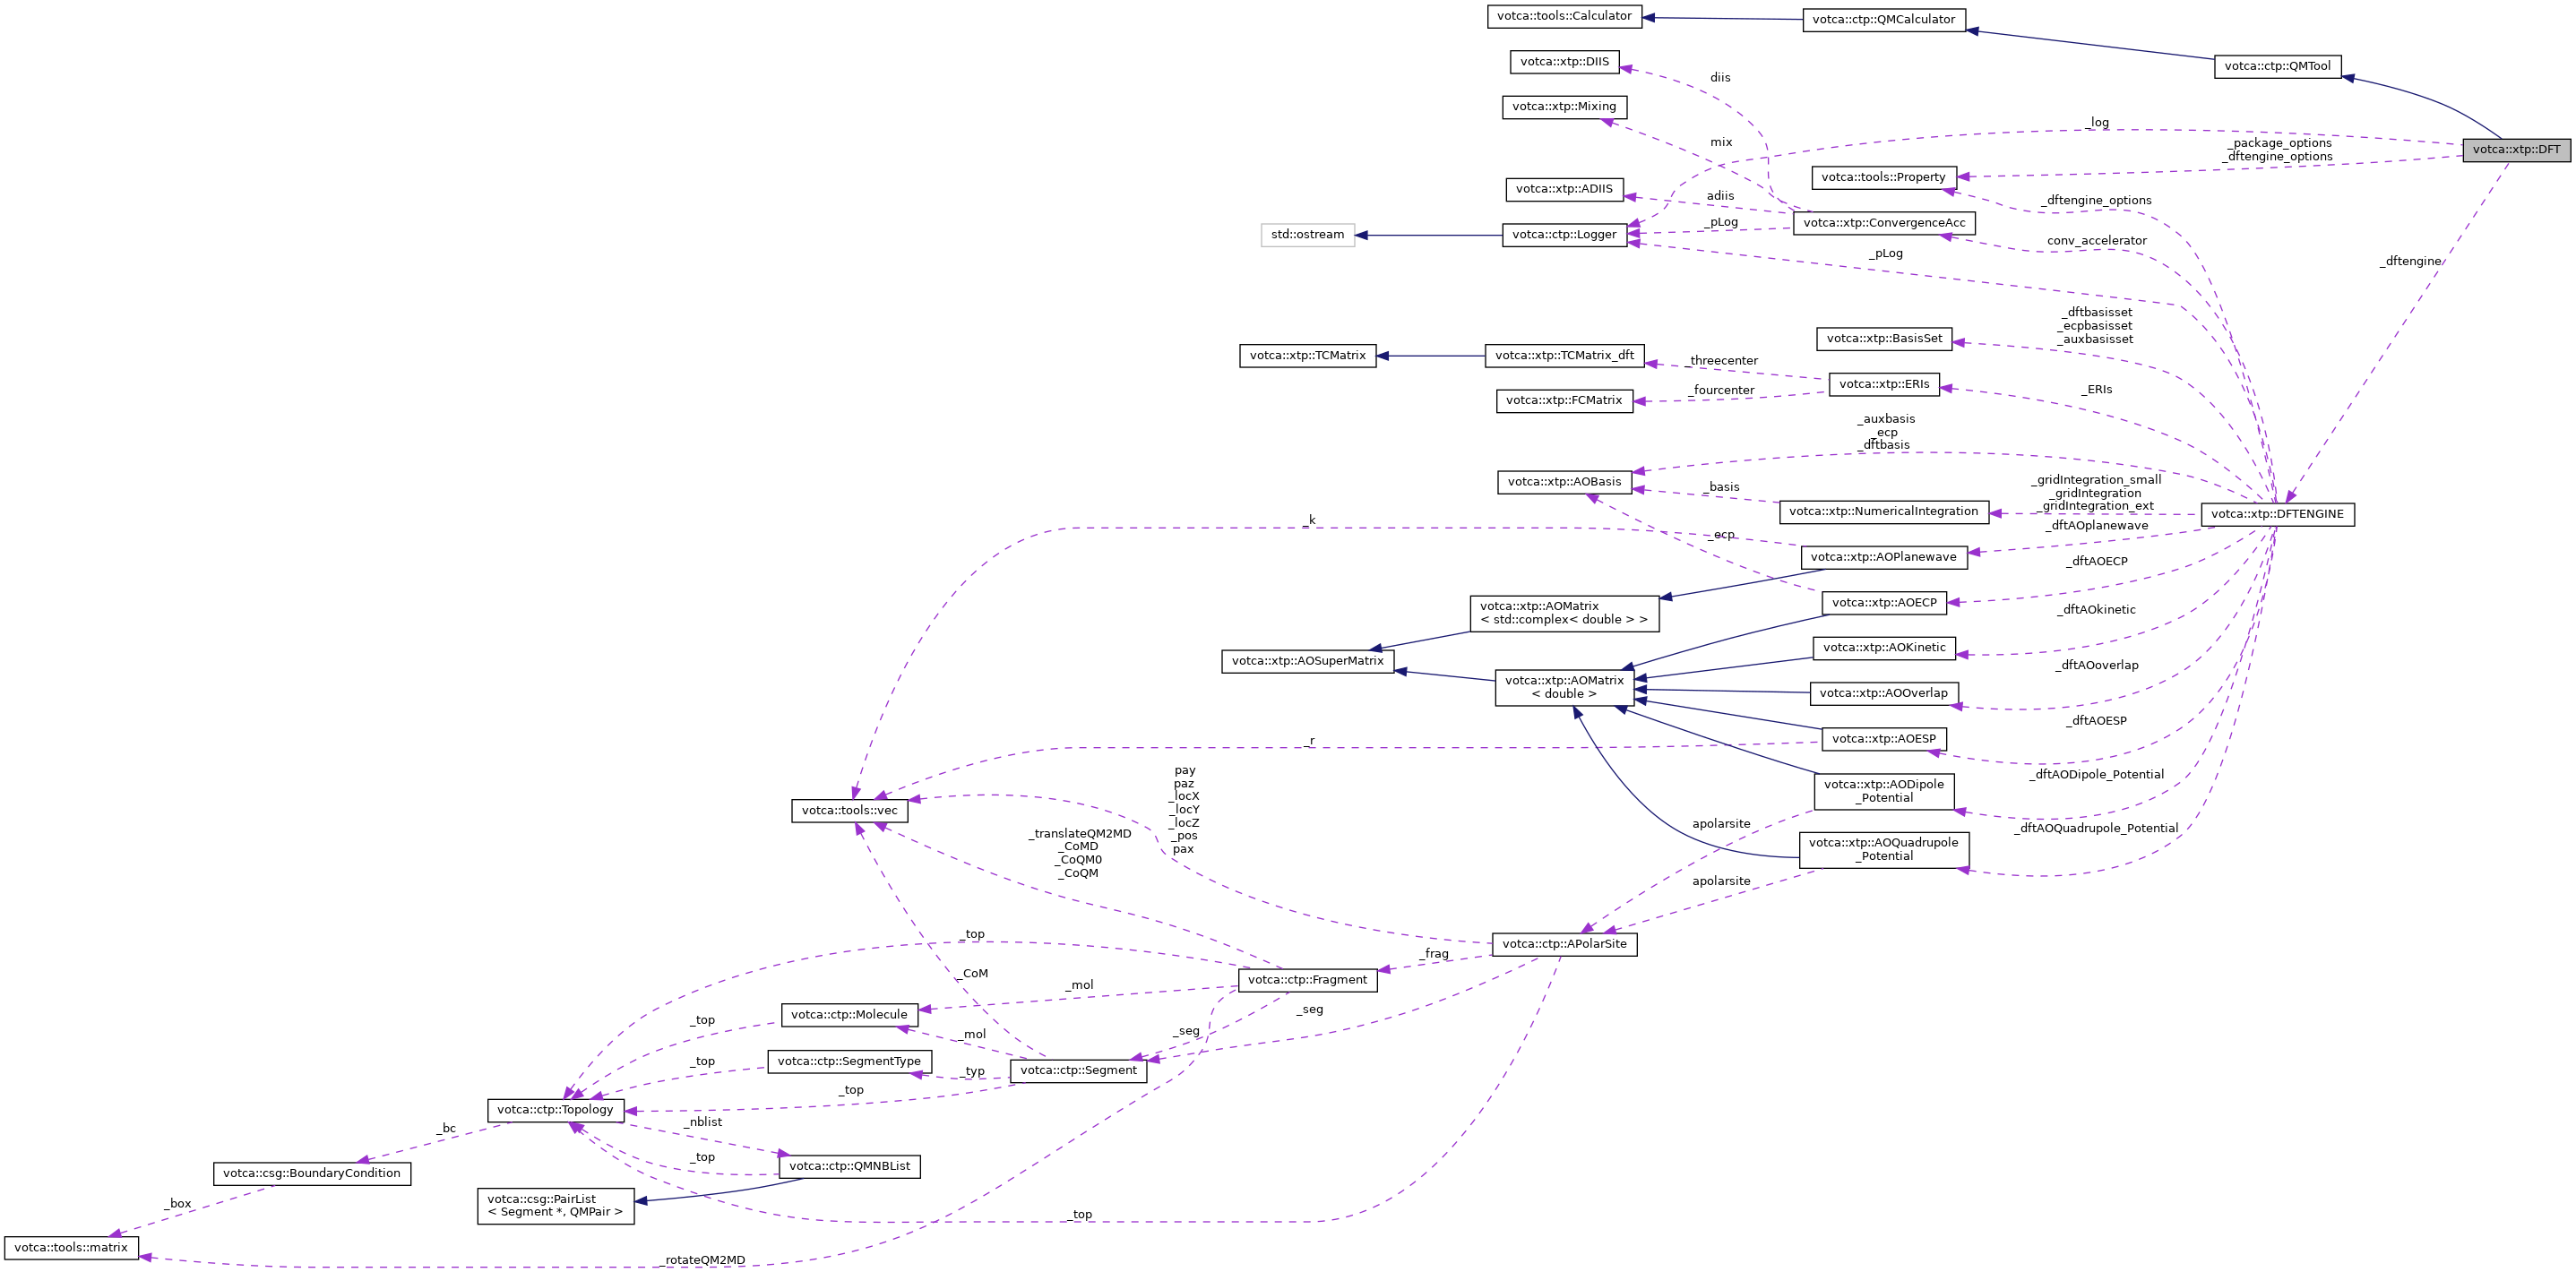 votca::tools::Calculator
votca::ctp::QMCalculator
votca::xtp::DIIS
diis
votca::ctp::QMTool
votca::xtp::Mixing
mix
_log
votca::xtp::DFT
_package_options
_dftengine_options
votca::tools::Property
votca::xtp::ADIIS
adiis
_dftengine_options
votca::xtp::ConvergenceAcc
_pLog
std::ostream
votca::ctp::Logger
conv_accelerator
_pLog
_dftengine
_dftbasisset
_ecpbasisset
_auxbasisset
votca::xtp::BasisSet
votca::xtp::TCMatrix
votca::xtp::TCMatrix_dft
_threecenter
votca::xtp::ERIs
_ERIs
votca::xtp::FCMatrix
_fourcenter
_auxbasis
_ecp
_dftbasis
votca::xtp::AOBasis
_basis
_gridIntegration_small
_gridIntegration
_gridIntegration_ext
votca::xtp::NumericalIntegration
votca::xtp::DFTENGINE
_k
_ecp
_dftAOplanewave
votca::xtp::AOPlanewave
_dftAOECP
votca::xtp::AOMatrix
< std::complex< double > >
votca::xtp::AOECP
_dftAOkinetic
votca::xtp::AOSuperMatrix
votca::xtp::AOKinetic
votca::xtp::AOMatrix
< double >
_dftAOoverlap
votca::xtp::AOOverlap
_r
votca::xtp::AOESP
_dftAOESP
pay
paz
_locX
_locY
_locZ
_pos
pax
votca::tools::vec
votca::xtp::AODipole
_Potential
_dftAODipole_Potential
_translateQM2MD
_CoMD
_CoQM0
_CoQM
apolarsite
votca::xtp::AOQuadrupole
_Potential
_dftAOQuadrupole_Potential
apolarsite
_top
votca::ctp::APolarSite
_frag
_CoM
votca::ctp::Fragment
_mol
votca::ctp::Molecule
_seg
_seg
_top
_mol
votca::ctp::SegmentType
_top
_typ
votca::ctp::Segment
_top
votca::ctp::Topology
_nblist
_bc
_top
votca::ctp::QMNBList
votca::csg::BoundaryCondition
votca::csg::PairList
< Segment *, QMPair >
_box
_top
votca::tools::matrix
_rotateQM2MD